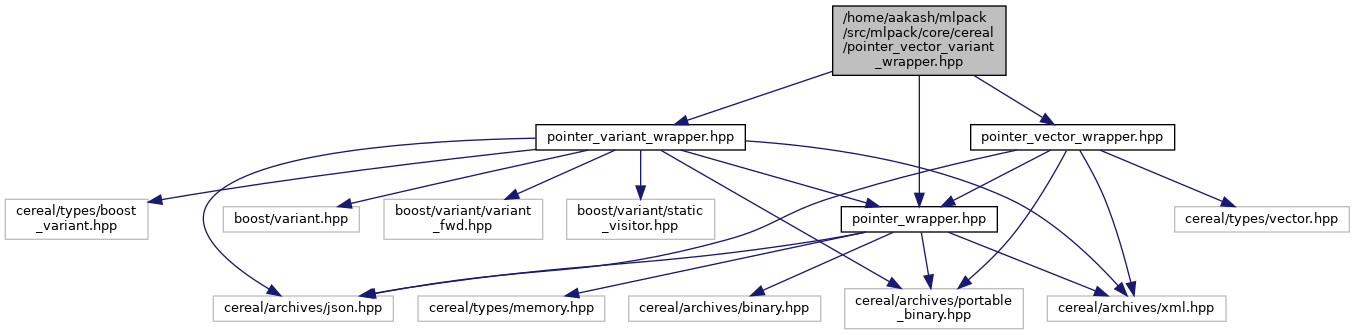 /home/aakash/mlpack
/src/mlpack/core/cereal
/pointer_vector_variant
_wrapper.hpp
pointer_variant_wrapper.hpp
pointer_vector_wrapper.hpp
cereal/types/boost
_variant.hpp
boost/variant.hpp
boost/variant/variant
_fwd.hpp
boost/variant/static
_visitor.hpp
pointer_wrapper.hpp
cereal/types/vector.hpp
cereal/archives/json.hpp
cereal/types/memory.hpp
cereal/archives/binary.hpp
cereal/archives/portable
_binary.hpp
cereal/archives/xml.hpp